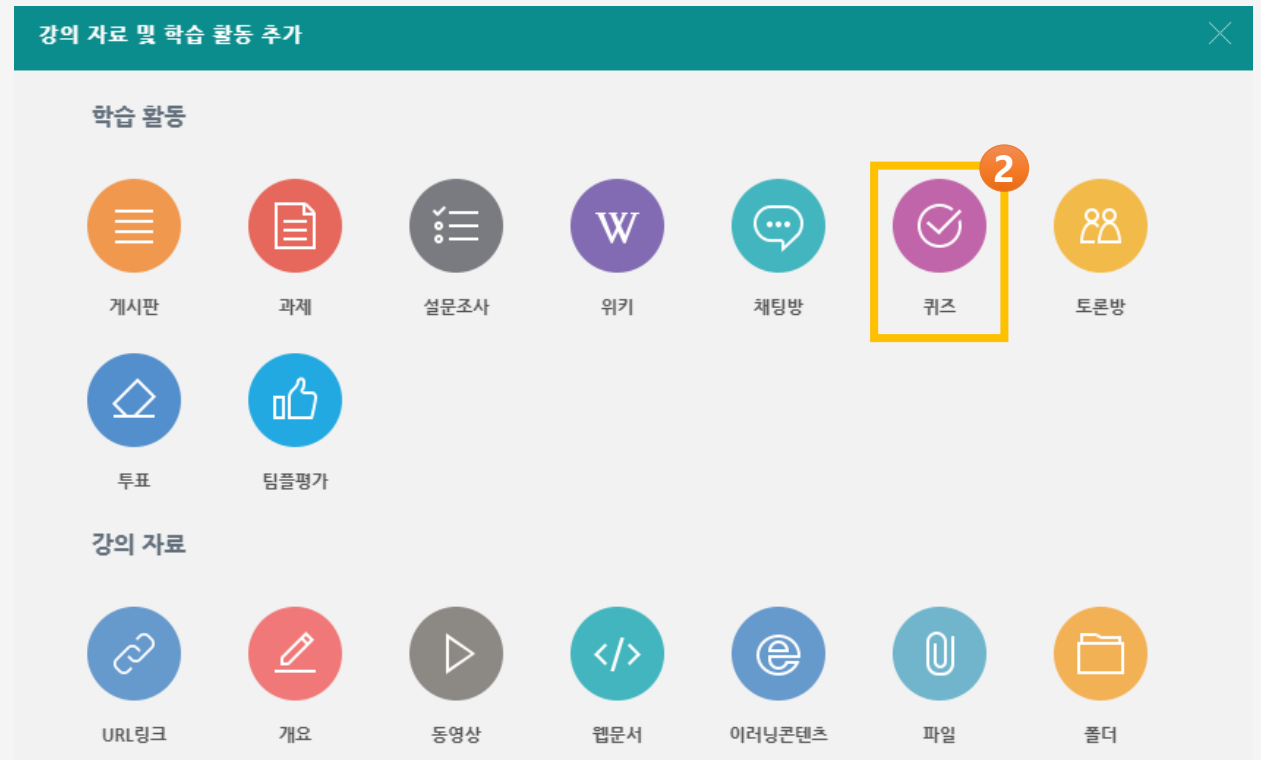 강의 자료 및 학습 활동 추가
학습 활동
2
게시판 과제 설문조사 위키 채팅방 퀴즈 토론방
투표 팀플평가
강의 자료
URL링크 개요 동영상 웹문서 이러닝콘텐츠 파일 폴더